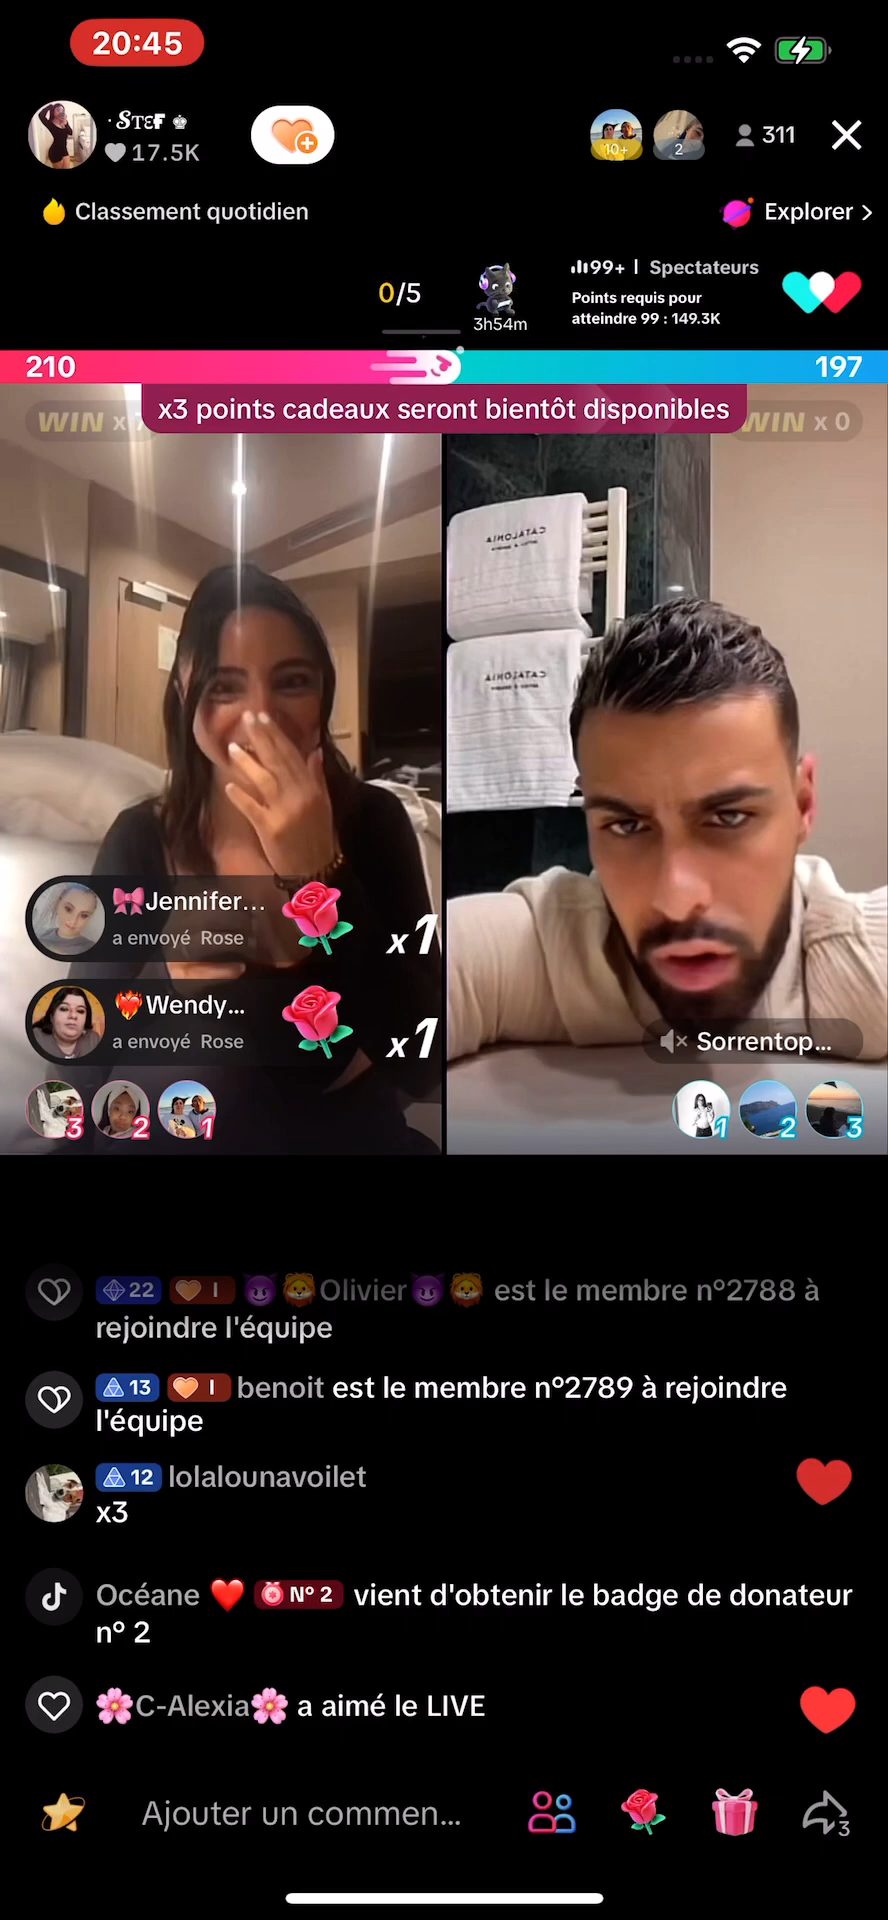 20:45
· STEF ♚
17.5K
10+
2
311
Classement quotidien
Explorer >
0/5
3h54m
99+ | Spectateurs
Points requis pour
atteindre 99 : 149.3K
210
197
x3 points cadeaux seront bientôt disponibles
WIN x
WIN x 0
CATALONIA
CATALONIA
🎀Jennifer...
a envoyé Rose
x1
❤️‍🔥Wendy...
a envoyé Rose
x1
Sorrentop...
3
2
1
1
2
3
22 I 😈🦁Olivier😈🦁 est le membre n°2788 à
rejoindre l'équipe
13 I benoit est le membre n°2789 à rejoindre
l'équipe
12 lolalounavoilet
x3
Océane ❤️ N° 2 vient d'obtenir le badge de donateur
n° 2
🌸C-Alexia🌸 a aimé le LIVE
Ajouter un commen...
3